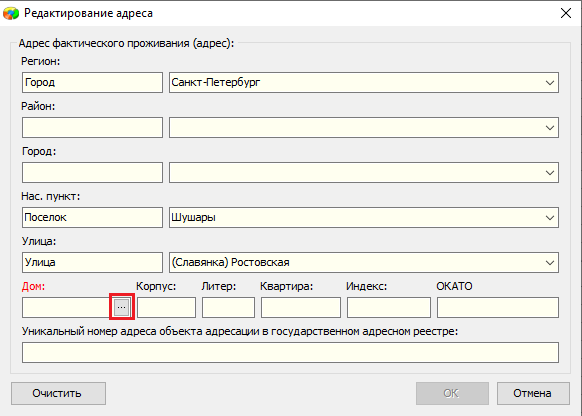 Редактирование адреса
Адрес фактического проживания (адрес):
Регион:
Город Санкт-Петербург
Район:
Город:
Нас. пункт:
Поселок Шушары
Улица:
Улица (Славянка) Ростовская
Дом: Корпус: Литер: Квартира: Индекс: ОКАТО
...
Уникальный номер адреса объекта адресации в государственном адресном реестре:
Очистить ОК Отмена